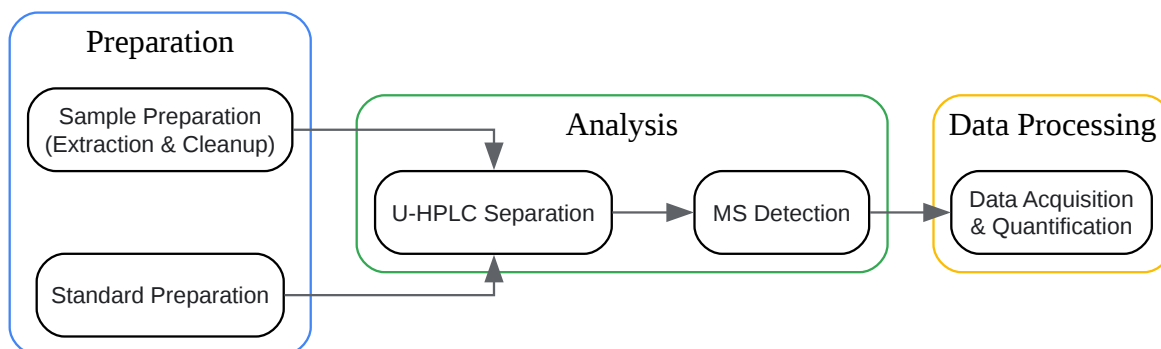 Preparation
Sample Preparation
(Extraction & Cleanup)
Standard Preparation
Analysis
U-HPLC Separation
MS Detection
Data Processing
Data Acquisition
& Quantification